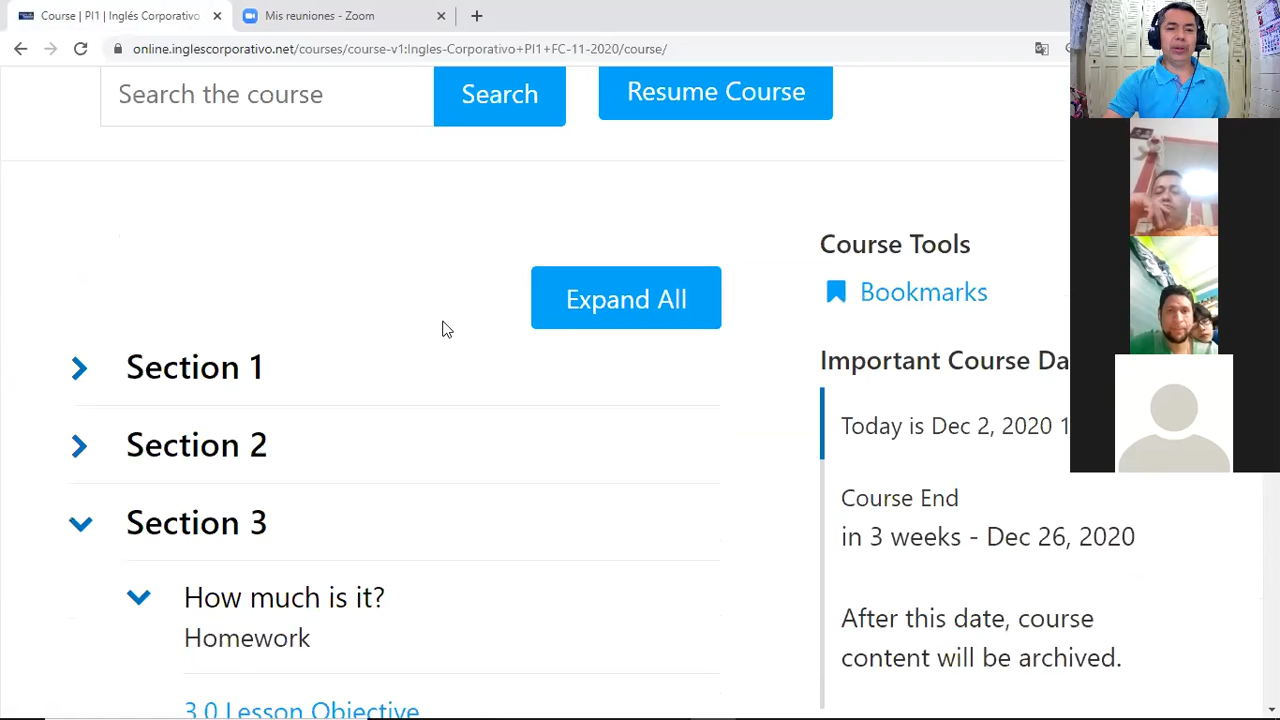 Course | PI1 | Inglés Corporativo
Mis reuniones - Zoom
online.inglescorporativo.net/courses/course-v1:Ingles-Corporativo+PI1+FC-11-2020/course/
Search the course
Search
Resume Course
Expand All
Course Tools
Bookmarks
Section 1
Important Course Da
Today is Dec 2, 2020 1
Section 2
Course End
in 3 weeks - Dec 26, 2020
Section 3
How much is it?
Homework
After this date, course
content will be archived.
3.0 Lesson Objective